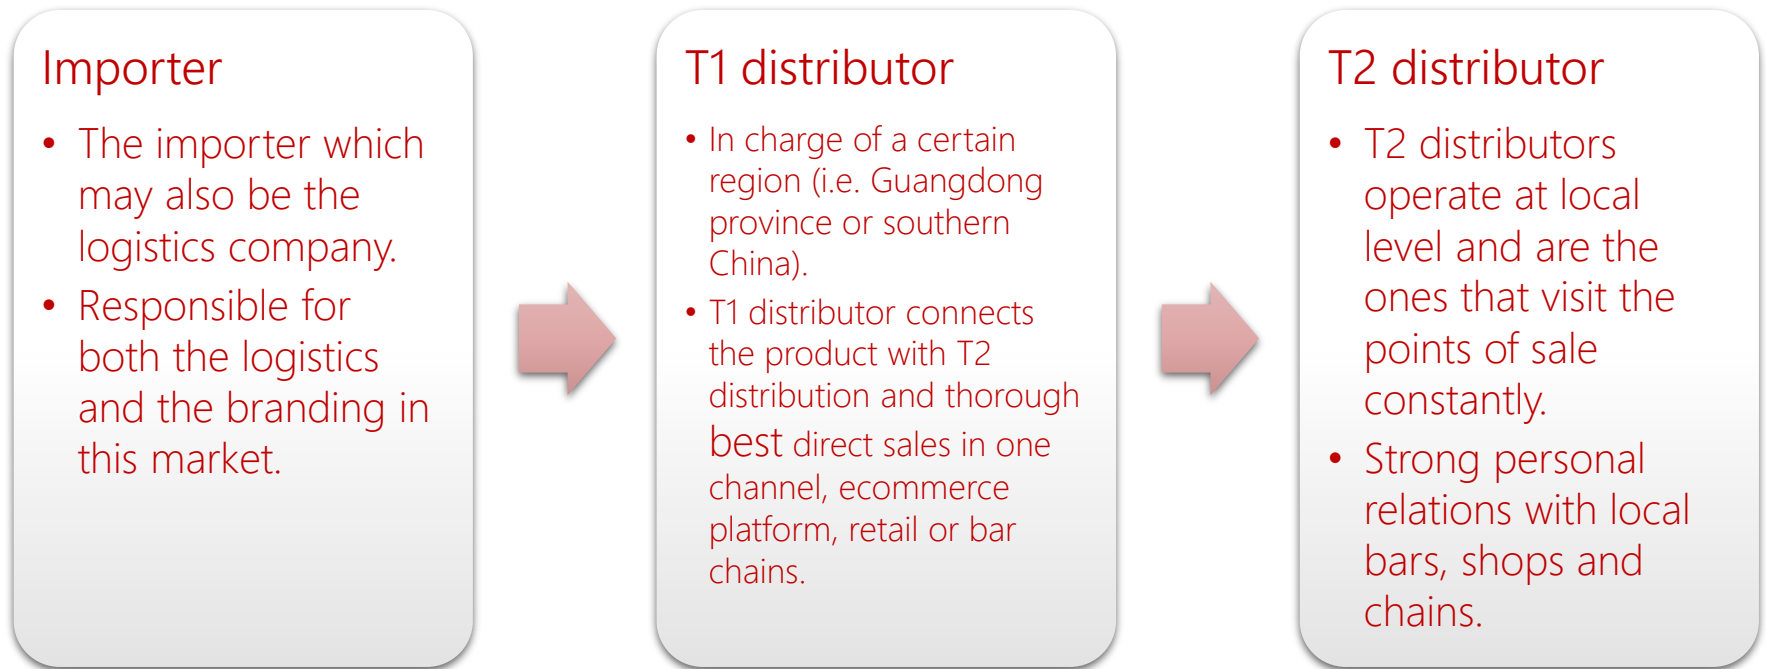 Importer
• The importer which
may also be the
logistics company.
• Responsible for
both the logistics
and the branding in
this market.
T1 distributor
• In charge of a certain
region (i.e. Guangdong
province or southern
China).
• T1 distributor connects
the product with T2
distribution and thorough
best direct sales in one
channel, ecommerce
platform, retail or bar
chains.
T2 distributor
• T2 distributors
operate at local
level and are the
ones that visit the
points of sale
constantly.
• Strong personal
relations with local
bars, shops and
chains.